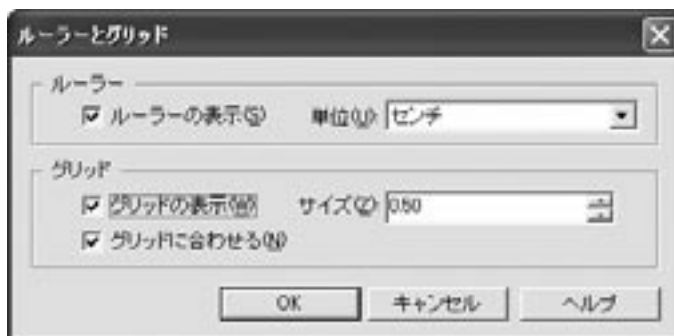 ルーラーとグリッド
ルーラー
ルーラーの表示(S) 単位(U): センチ
グリッド
グリッドの表示(W) サイズ(Z): 0.50
グリッドに合わせる(N)
OK キャンセル ヘルプ